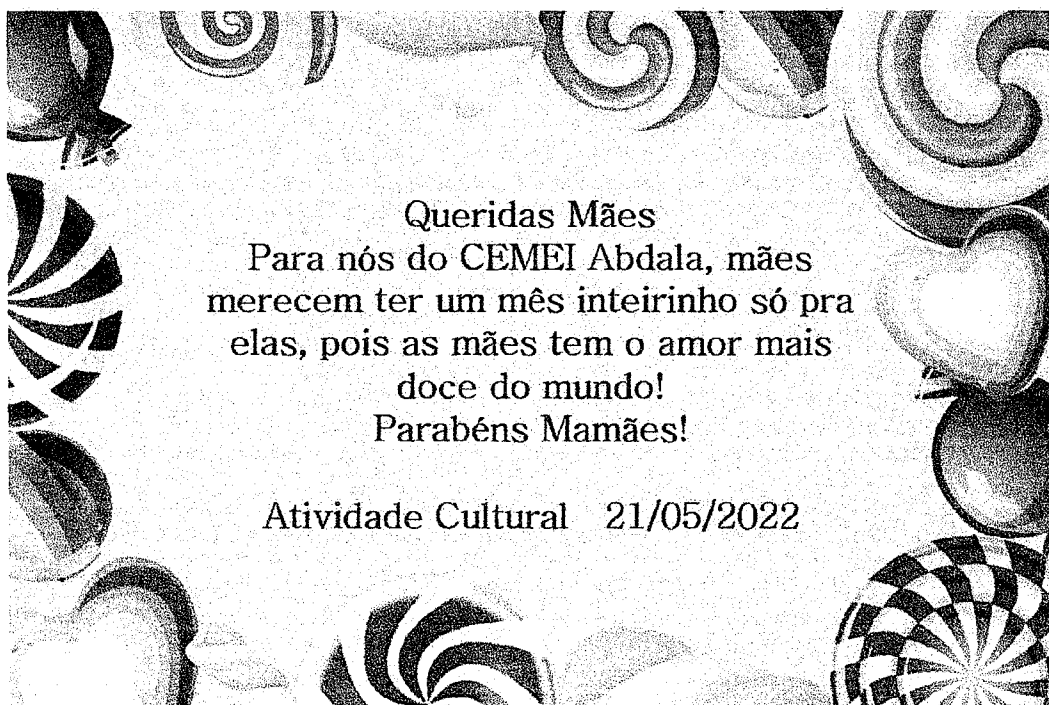 Queridas Mães
Para nós do CEMEI Abdala, mães
merecem ter um mês inteirinho só pra
elas, pois as mães tem o amor mais
doce do mundo!
Parabéns Mamães!
Atividade Cultural 21/05/2022